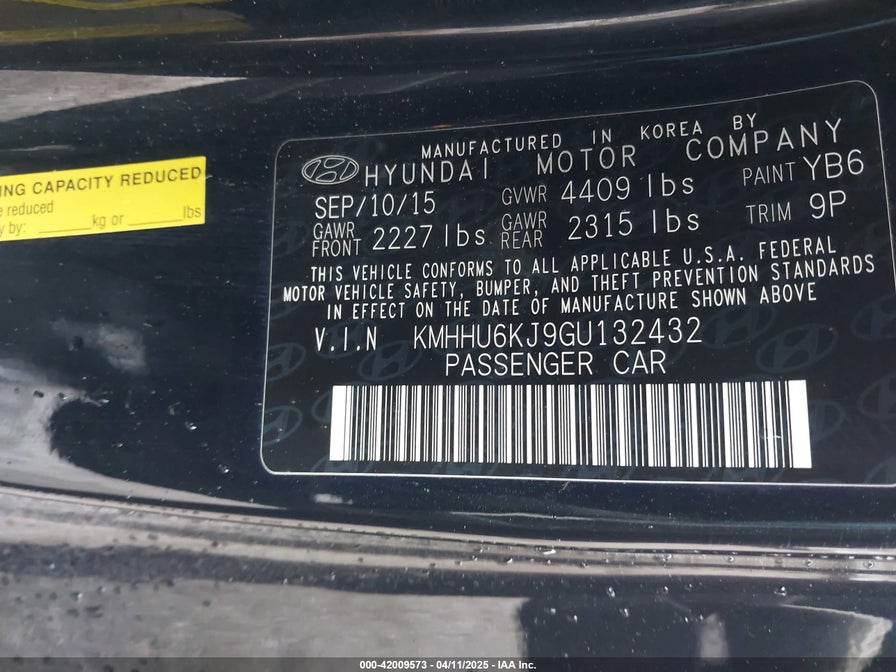 ING CAPACITY REDUCED
e reduced
y by: ______kg or ______lbs
MANUFACTURED IN KOREA BY
HYUNDAI MOTOR COMPANY
SEP/10/15 GVWR 4409 lbs PAINT YB6
GAWR FRONT 2227 lbs GAWR REAR 2315 lbs TRIM 9P
THIS VEHICLE CONFORMS TO ALL APPLICABLE U.S.A. FEDERAL
MOTOR VEHICLE SAFETY, BUMPER, AND THEFT PREVENTION STANDARDS
IN EFFECT ON THE DATE OF MANUFACTURE SHOWN ABOVE
V.I.N KMHHU6KJ9GU132432
PASSENGER CAR
000-42009573 - 04/11/2025 - IAA Inc.